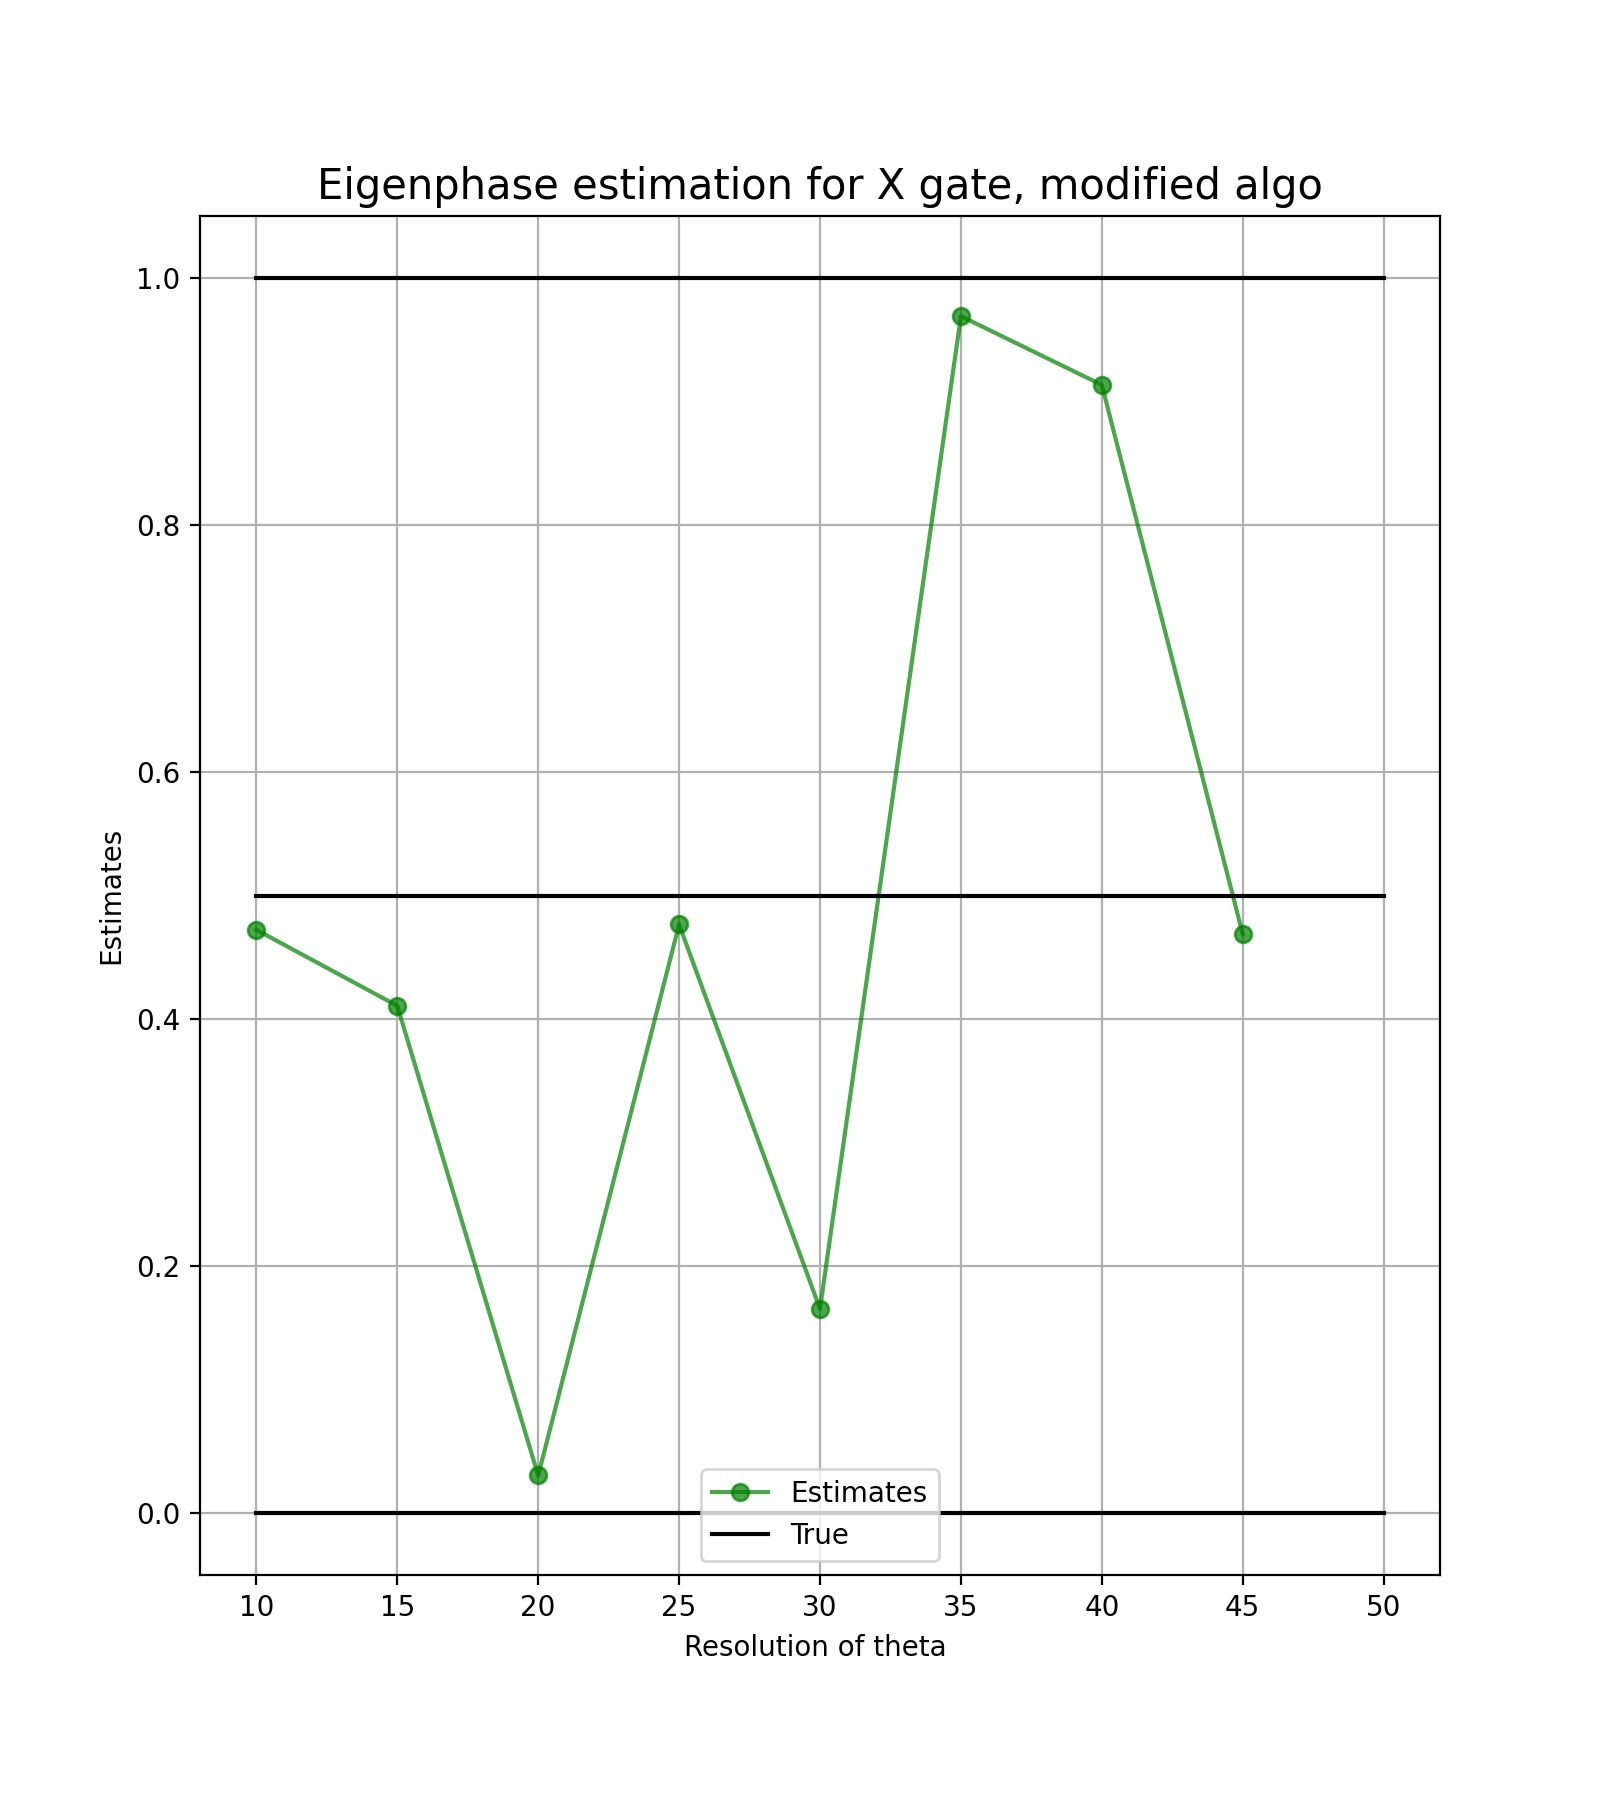 Eigenphase estimation for X gate, modified algo
1.0
0.8
0.6
0.4
0.2
0.0
Estimates
Estimates
True
10 15 20 25 30 35 40 45 50
Resolution of theta